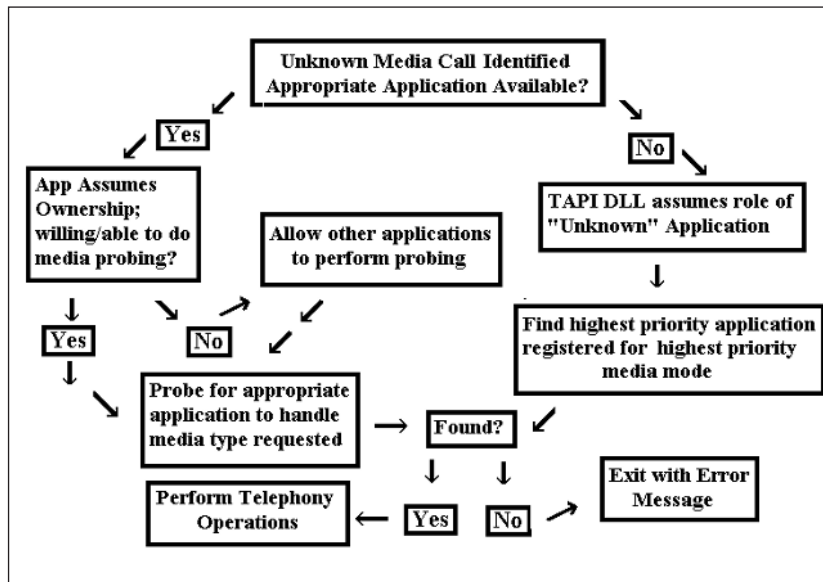 Unknown Media Call Identified
Appropriate Application Available?
Yes
No
App Assumes
Ownership;
willing/able to do
media probing?
Allow other applications
to perform probing
TAPI DLL assumes role of
"Unknown" Application
Yes
No
Find highest priority application
registered for highest priority
media mode
Probe for appropriate
application to handle
media type requested
Found?
Perform Telephony
Operations
Yes
No
Exit with Error
Message